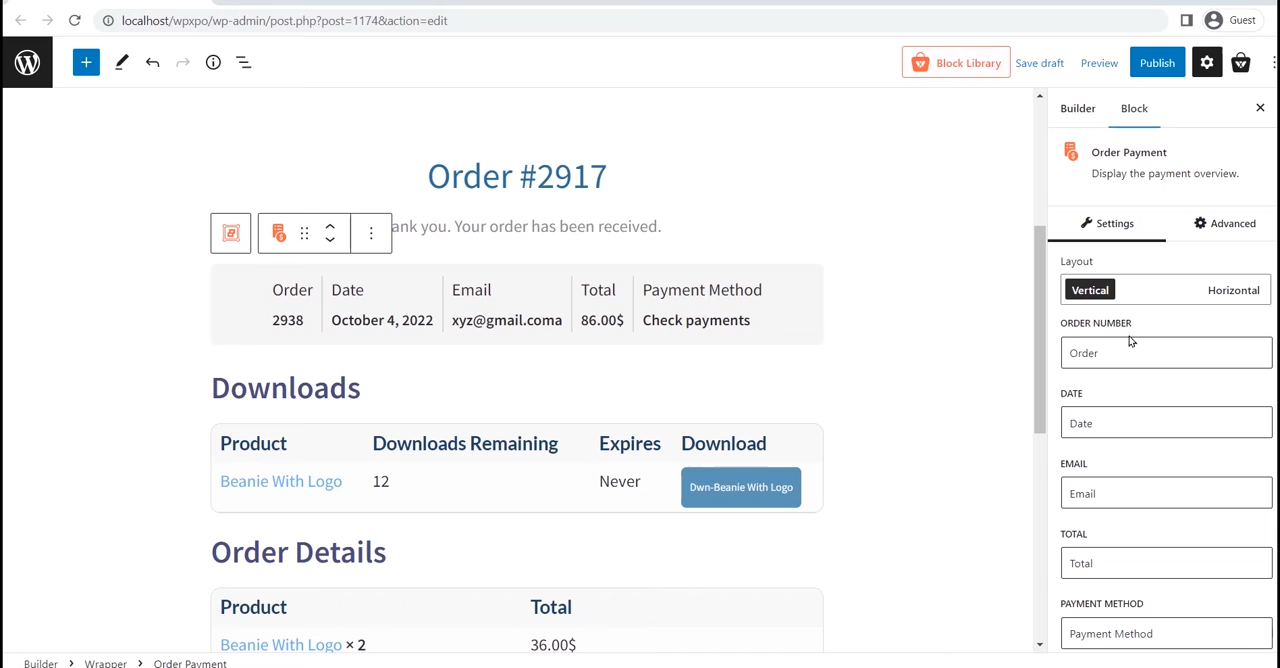 localhost/wpxpo/wp-admin/post.php?post=1174&action=edit
Guest
Block Library
Save draft
Preview
Publish
Order #2917
ank you. Your order has been received.
Order Date Email Total Payment Method
2938 October 4, 2022 xyz@gmail.coma 86.00$ Check payments
Downloads
Product Downloads Remaining Expires Download
Beanie With Logo 12 Never Dwn-Beanie With Logo
Order Details
Product Total
Beanie With Logo × 2 36.00$
Builder Block
Order Payment
Display the payment overview.
Settings Advanced
Layout
Vertical Horizontal
ORDER NUMBER
Order
DATE
Date
EMAIL
Email
TOTAL
Total
PAYMENT METHOD
Payment Method
Builder > Wrapper > Order Payment